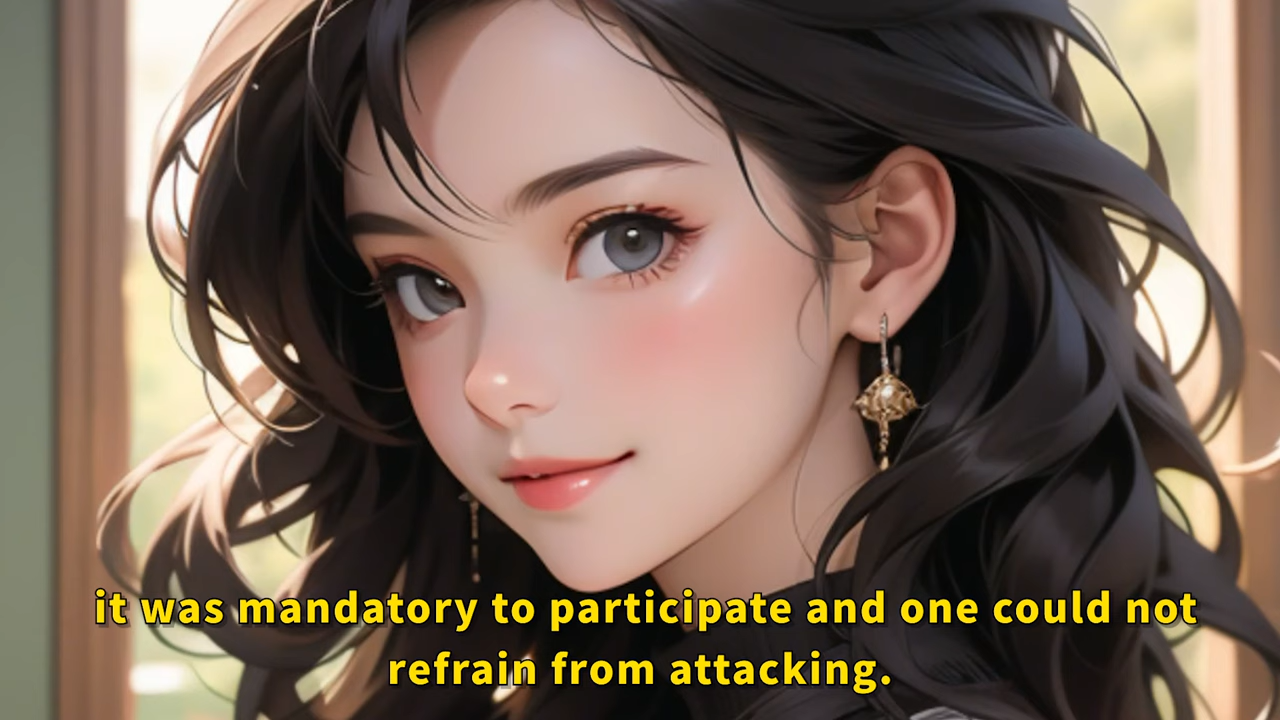 it was mandatory to participate and one could not
refrain from attacking.